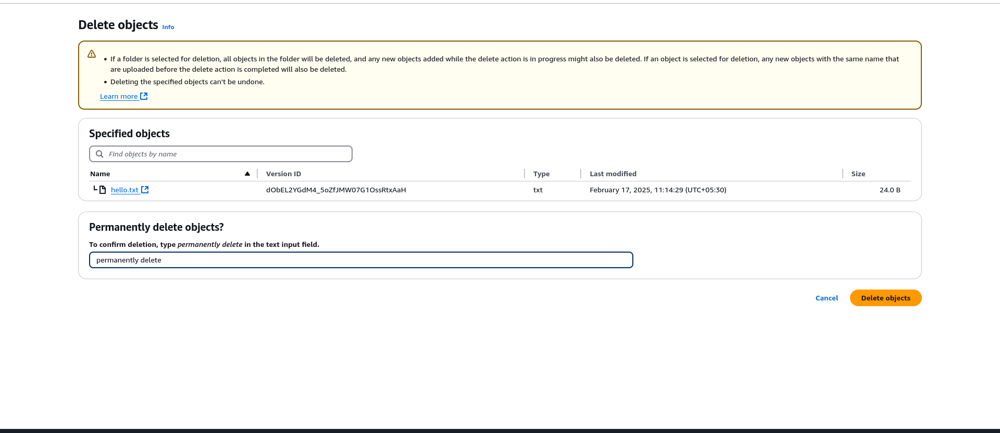 Delete objects Info
If a folder is selected for deletion, all objects in the folder will be deleted, and any new objects added while the delete action is in progress might also be deleted. If an object is selected for deletion, any new objects with the same name that
are uploaded before the delete action is completed will also be deleted.
Deleting the specified objects can't be undone.
Learn more
Specified objects
Find objects by name
Name Version ID Type Last modified Size
hello.txt dObEL2YGdM4_5oZfJMW07G1OssRtxAaH txt February 17, 2025, 11:14:29 (UTC+05:30) 24.0 B
Permanently delete objects?
To confirm deletion, type permanently delete in the text input field.
permanently delete
Cancel Delete objects